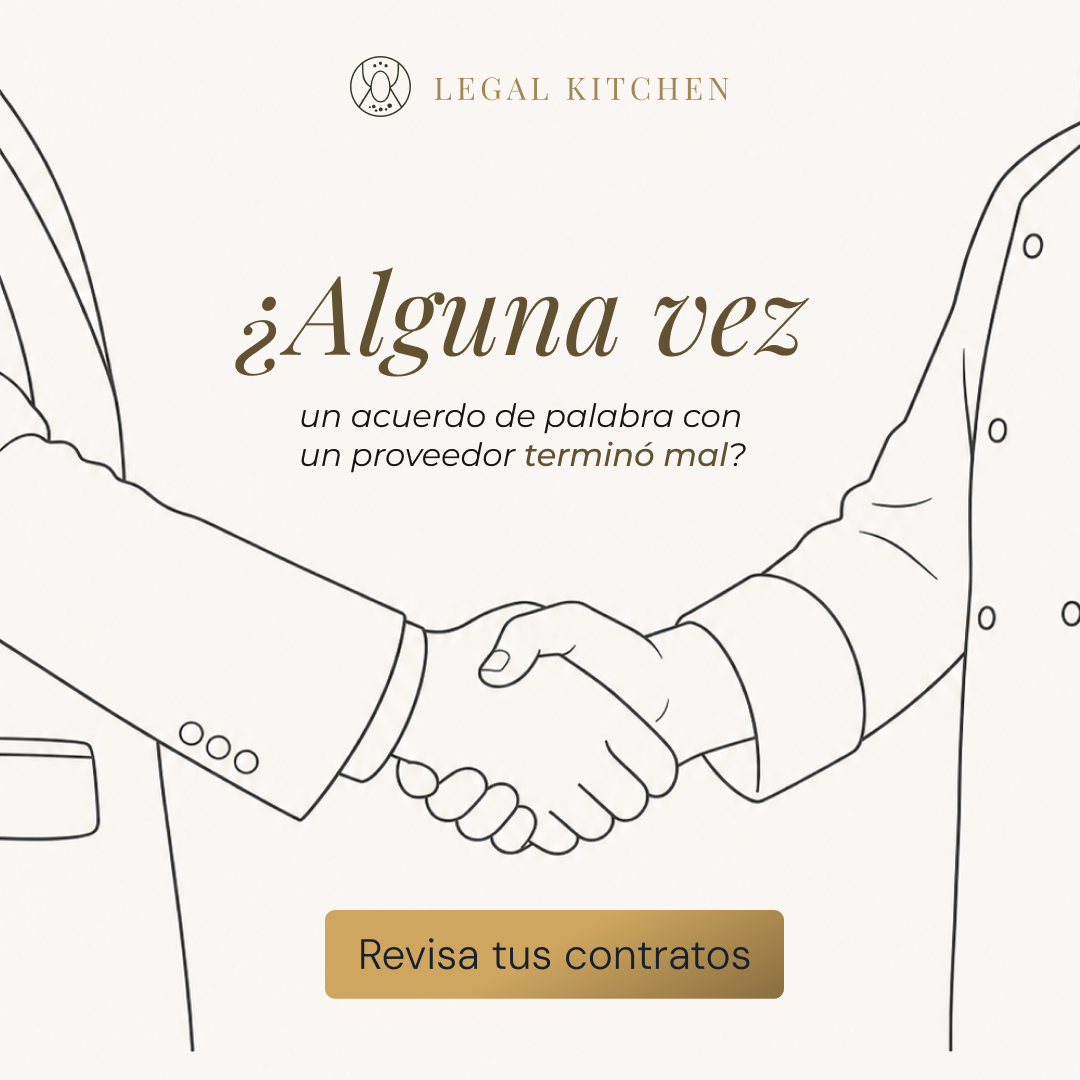 LEGAL KITCHEN
¿Alguna vez
un acuerdo de palabra con
un proveedor terminó mal?
Revisa tus contratos